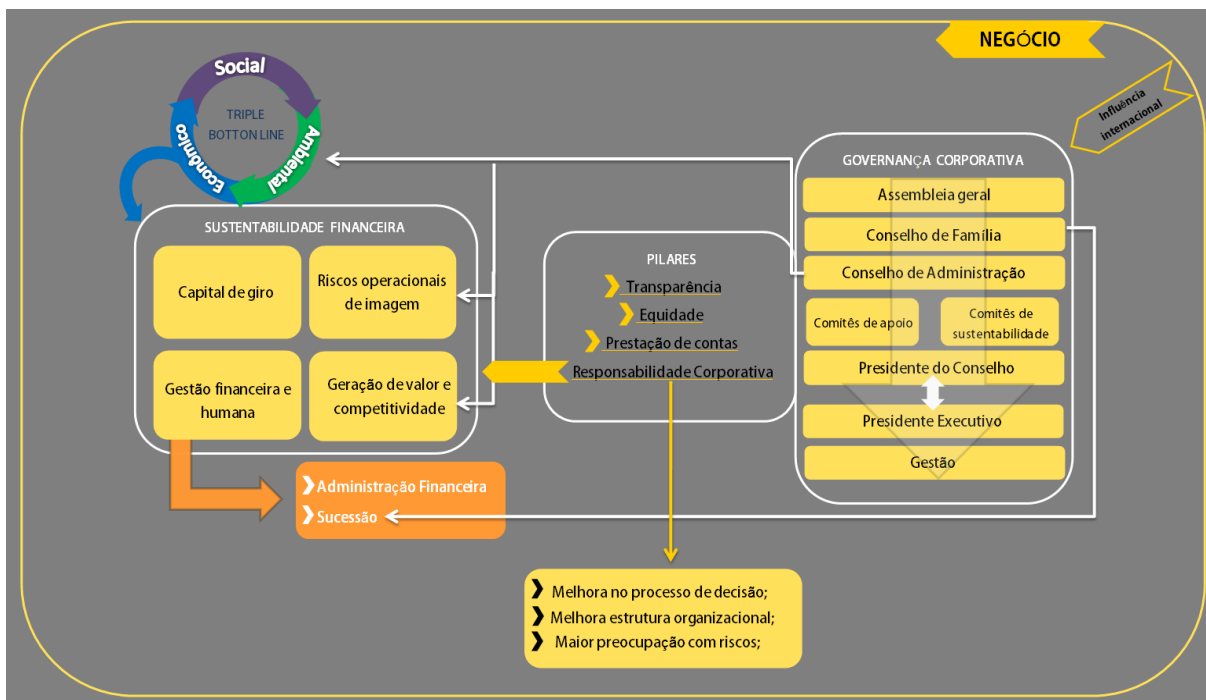 NEGÓCIO
Influência
internacional
Social
Ambiental
Econômico
TRIPLE
BOTTON LINE
SUSTENTABILIDADE FINANCEIRA
Capital de giro
Riscos operacionais
de imagem
Gestão financeira e
humana
Geração de valor e
competitividade
Administração Financeira
Sucessão
PILARES
Transparência
Equidade
Prestação de contas
Responsabilidade Corporativa
GOVERNANÇA CORPORATIVA
Assembleia geral
Conselho de Família
Conselho de Administração
Comitês de apoio
Comitês de
sustentabilidade
Presidente do Conselho
Presidente Executivo
Gestão
Melhora no processo de decisão;
Melhora estrutura organizacional;
Maior preocupação com riscos;